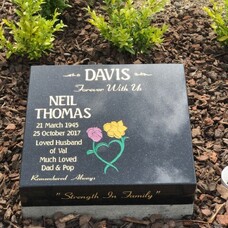 DAVIS
Forever With Us
NEIL
THOMAS
21 March 1945
25 October 2017
Loved Husband
of Val
Much Loved
Dad & Pop
Remembered Always
"Strength In Family"